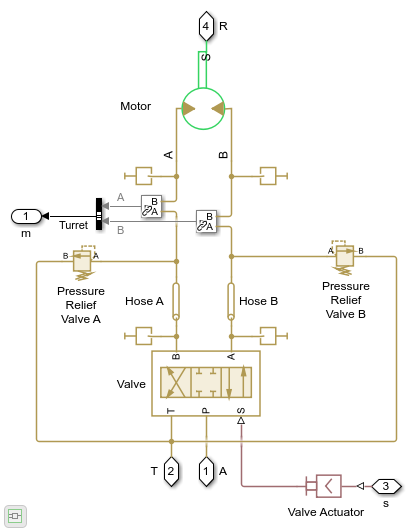 4 R
S
Motor
A B
A
B
A
B
A
1
m
Turret
B
B A
A B
Pressure
Relief
Valve A
Pressure
Relief
Valve B
Hose A
Hose B
B A
Valve
T P S
T 2
1 A
3
s
Valve Actuator